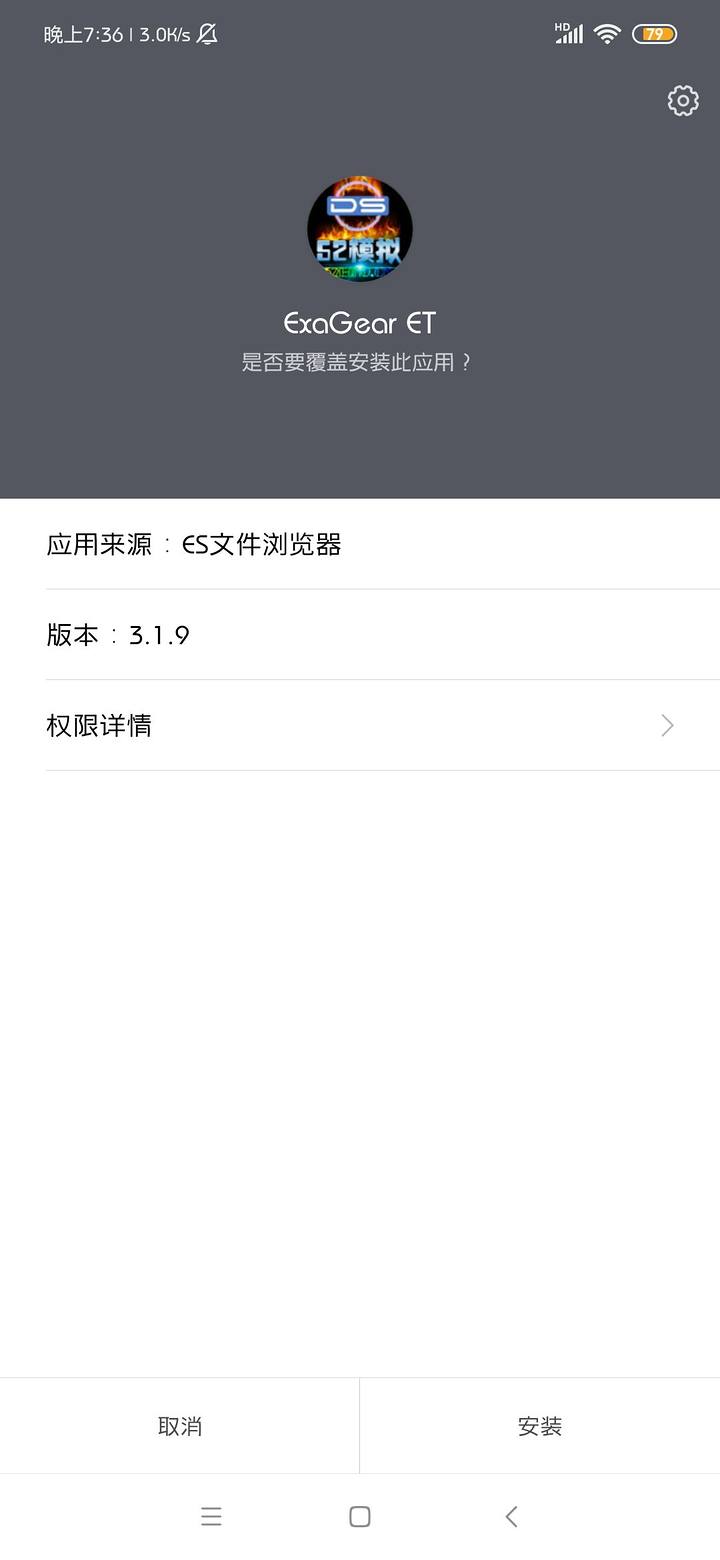 晚上7:36 | 3.0K/s
HD
79
DS
52模拟
ExaGear ET
是否要覆盖安装此应用？
应用来源：ES文件浏览器
版本：3.1.9
权限详情
取消
安装